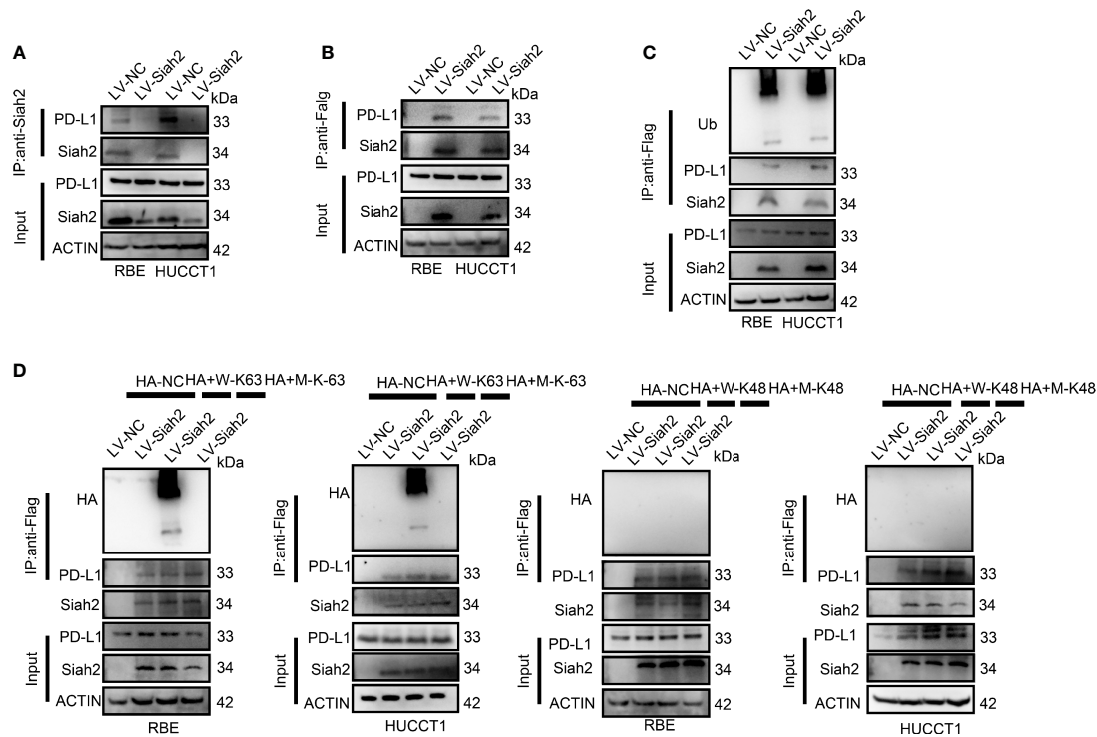 A
LV-NC LV-Siah2 LV-NC LV-Siah2
kDa
IP:anti-Siah2
PD-L1 33
Siah2 34
Input
PD-L1 33
Siah2 34
ACTIN 42
RBE HUCCT1
B
LV-NC LV-Siah2 LV-NC LV-Siah2
kDa
IP:anti-Falg
PD-L1 33
Siah2 34
Input
PD-L1 33
Siah2 34
ACTIN 42
RBE HUCCT1
C
LV-NC LV-Siah2 LV-NC LV-Siah2
kDa
IP:anti-Flag
Ub
PD-L1 33
Siah2 34
Input
PD-L1 33
Siah2 34
ACTIN 42
RBE HUCCT1
D
HA-NC HA+W-K63 HA+M-K-63
LV-NC LV-Siah2 LV-Siah2 LV-Siah2
kDa
IP:anti-Flag
HA
PD-L1 33
Siah2 34
Input
PD-L1 33
Siah2 34
ACTIN 42
RBE
HA-NC HA+W-K63 HA+M-K-63
LV-NC LV-Siah2 LV-Siah2 LV-Siah2
kDa
IP:anti-Flag
HA
PD-L1 33
Siah2 34
Input
PD-L1 33
Siah2 34
ACTIN 42
HUCCT1
HA-NC HA+W-K48 HA+M-K48
LV-NC LV-Siah2 LV-Siah2 LV-Siah2
kDa
IP:anti-Flag
HA
PD-L1 33
Siah2 34
Input
PD-L1 33
Siah2 34
ACTIN 42
RBE
HA-NC HA+W-K48 HA+M-K48
LV-NC LV-Siah2 LV-Siah2 LV-Siah2
kDa
IP:anti-Flag
HA
PD-L1 33
Siah2 34
Input
PD-L1 33
Siah2 34
ACTIN 42
HUCCT1